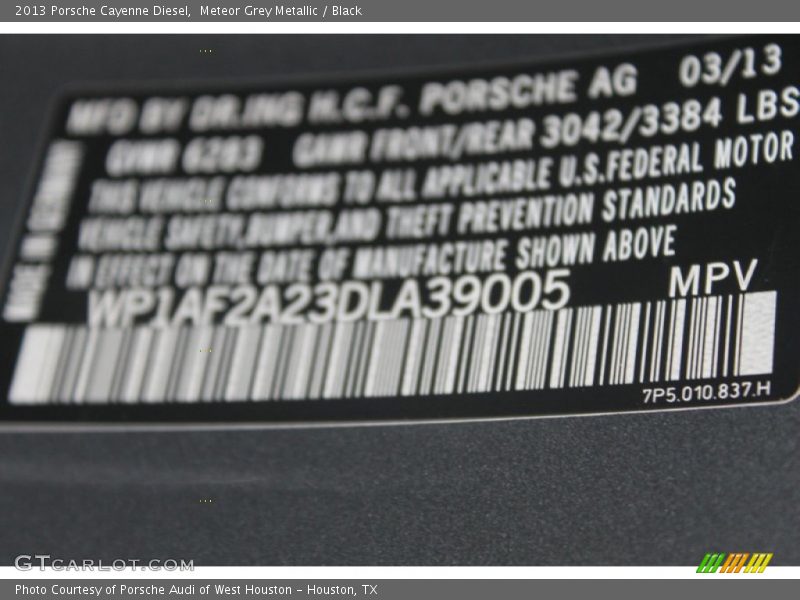 2013 Porsche Cayenne Diesel, Meteor Grey Metallic / Black
MFD BY DR.ING H.C.F. PORSCHE AG 03/13
GVWR 6283 GAWR FRONT/REAR 3042/3384 LBS
THIS VEHICLE CONFORMS TO ALL APPLICABLE U.S.FEDERAL MOTOR
VEHICLE SAFETY,BUMPER,AND THEFT PREVENTION STANDARDS
IN EFFECT ON THE DATE OF MANUFACTURE SHOWN ABOVE
WP1AF2A23DLA39005 MPV
7P5.010.837.H
GTCARLOT.COM
Photo Courtesy of Porsche Audi of West Houston - Houston, TX